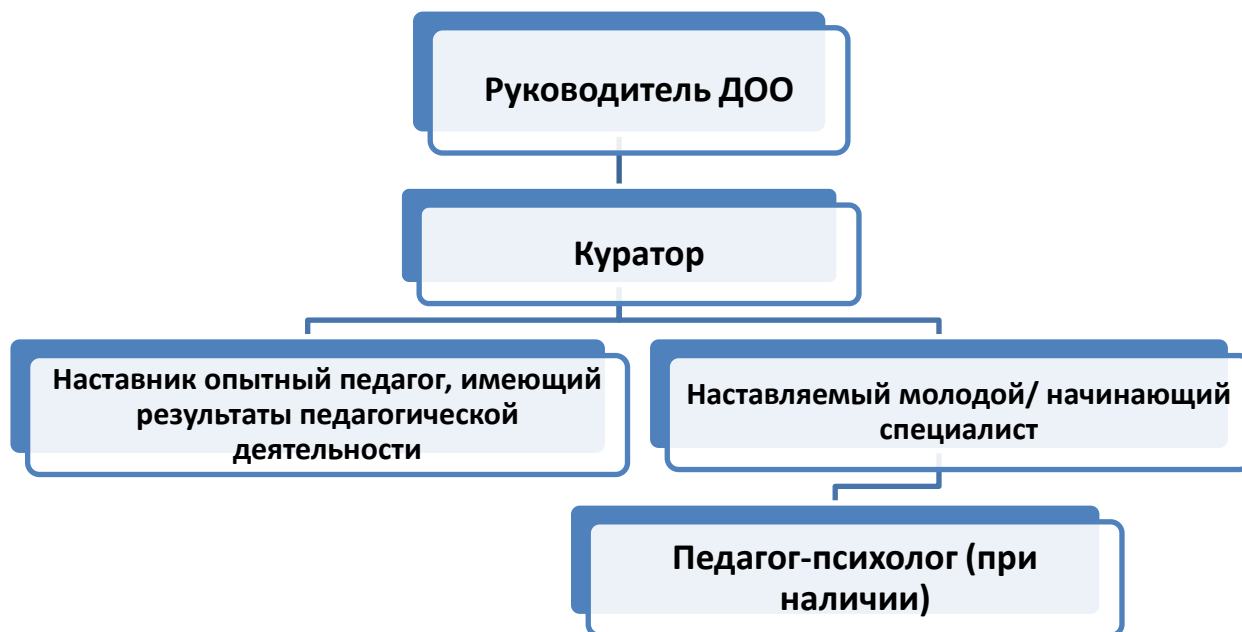 Руководитель ДОО
Куратор
Наставник опытный педагог, имеющий
результаты педагогической
деятельности
Наставляемый молодой/ начинающий
специалист
Педагог-психолог (при
наличии)